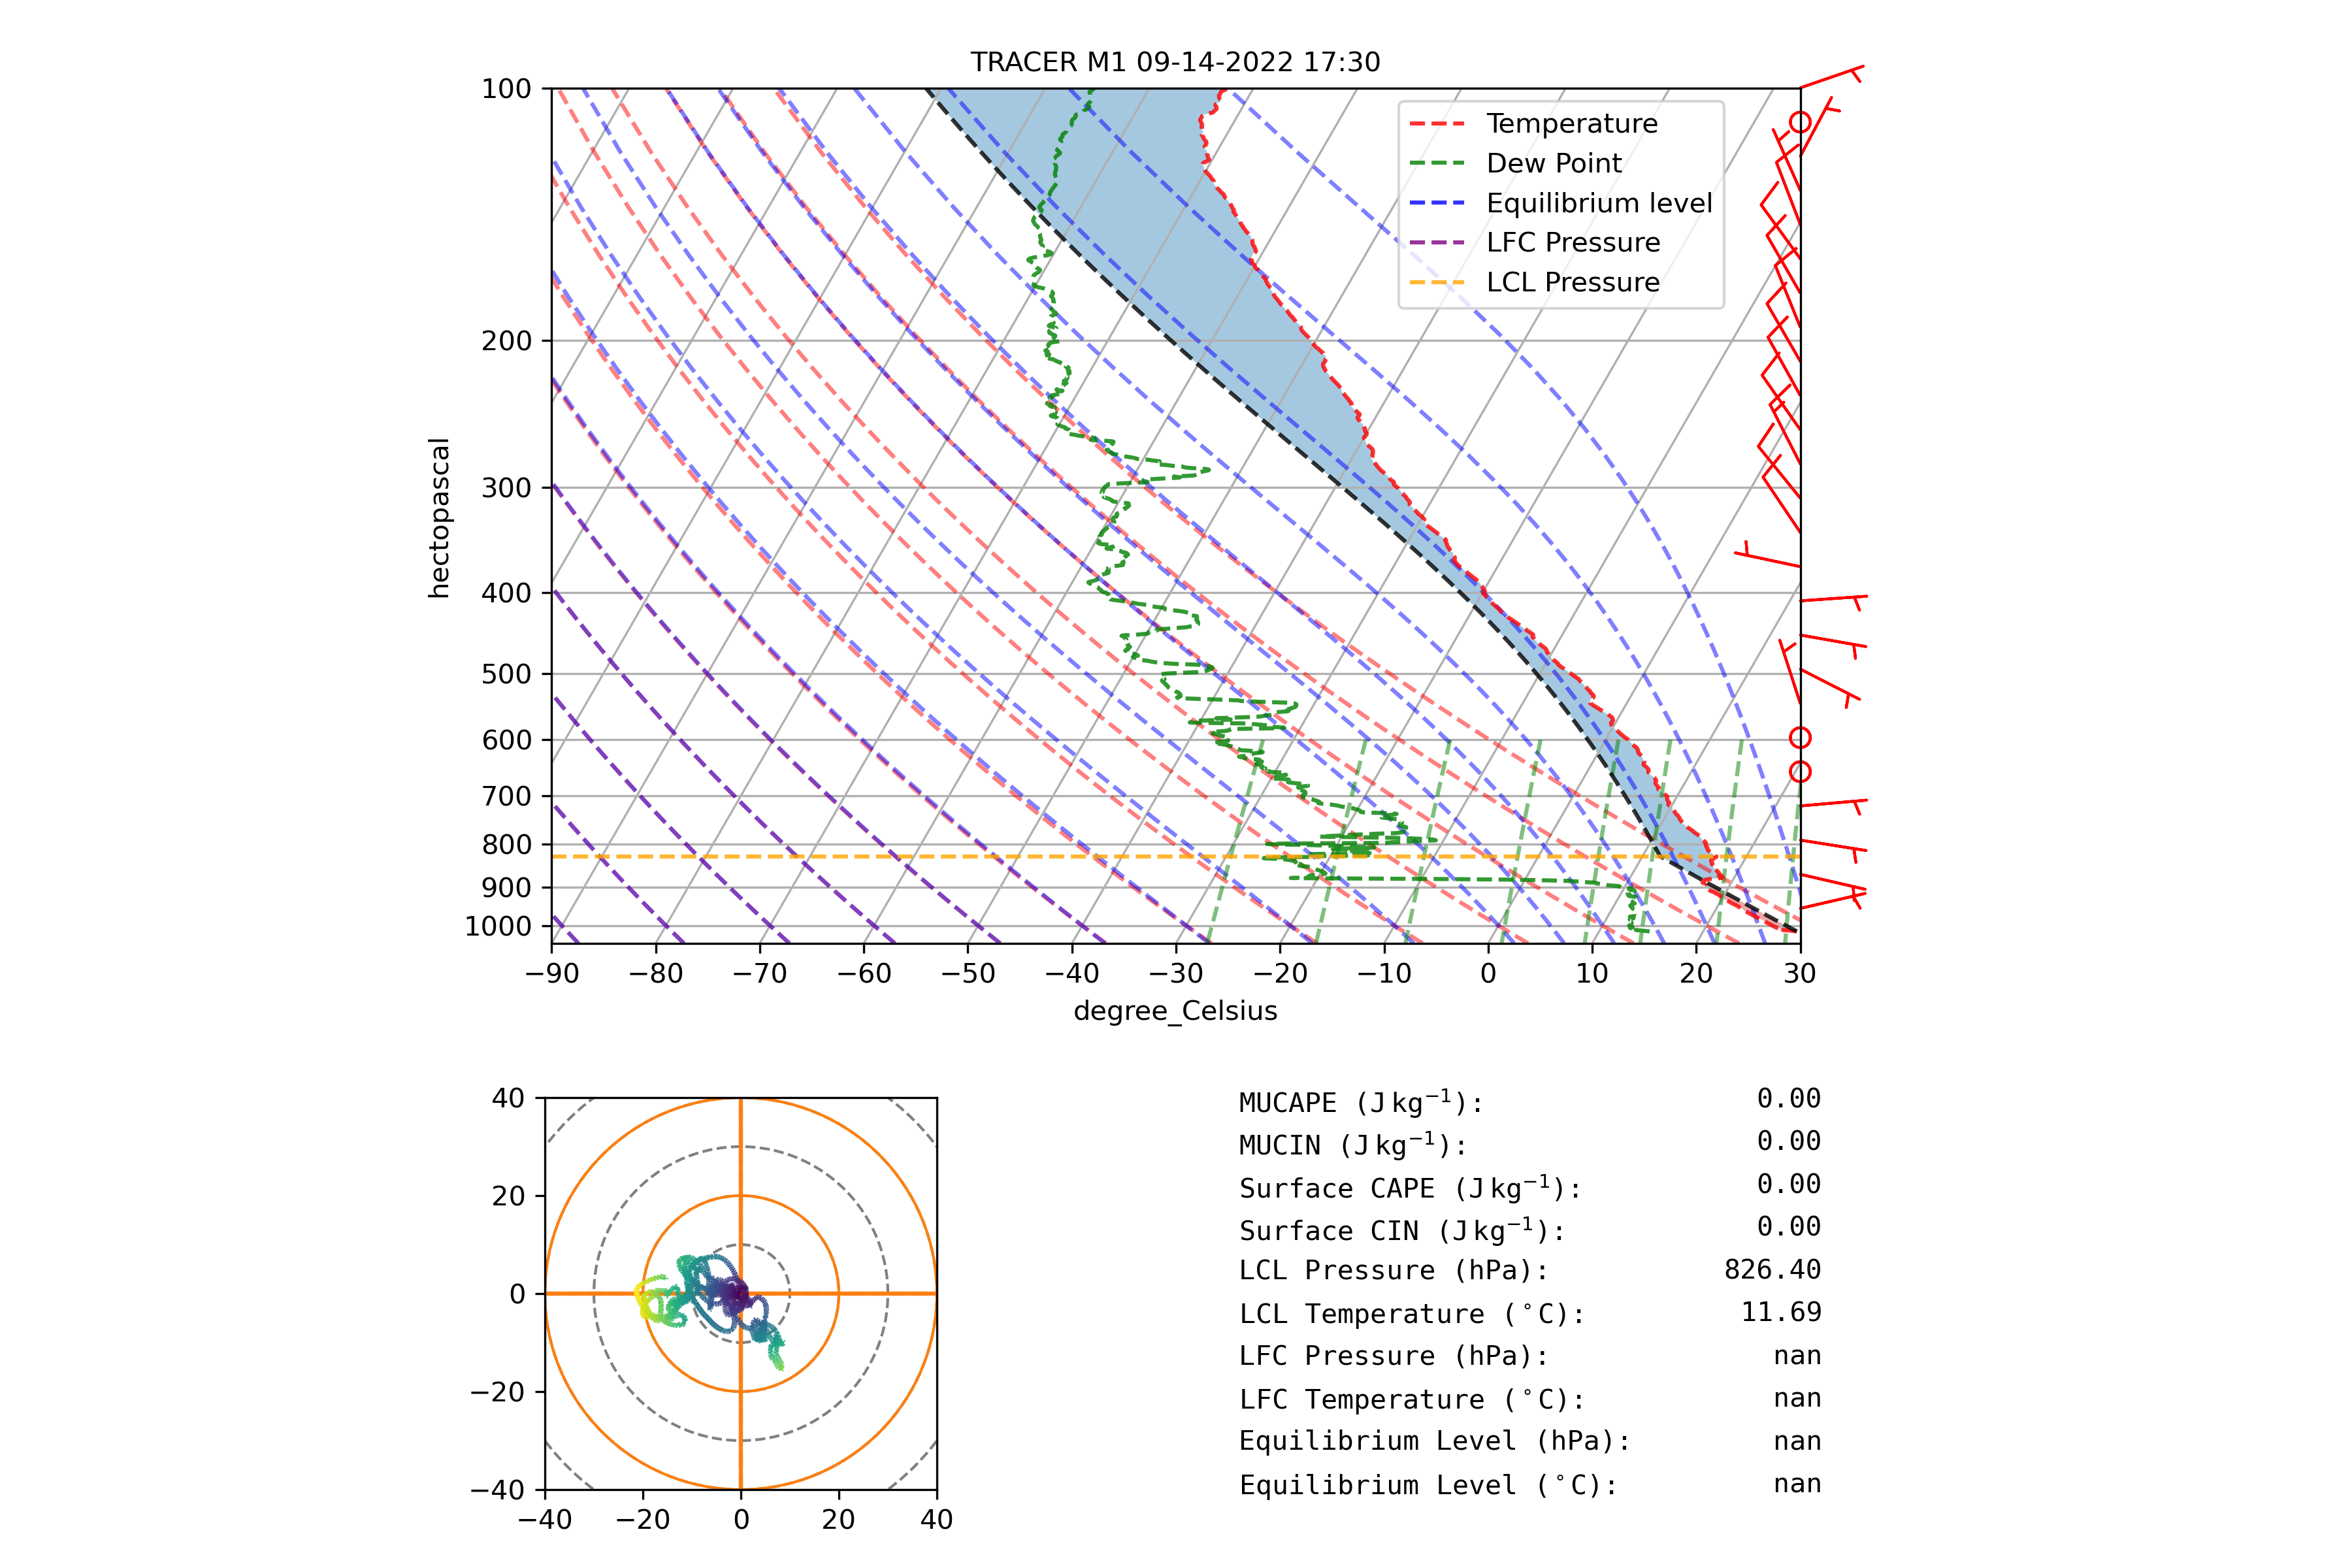 TRACER M1 09-14-2022 17:30
Temperature
Dew Point
Equilibrium level
LFC Pressure
LCL Pressure
100
200
300
400
500
600
700
800
900
1000
hectopascal
−90 −80 −70 −60 −50 −40 −30 −20 −10 0 10 20 30
degree_Celsius
40
20
0
−20
−40
−40 −20 0 20 40
MUCAPE (J kg⁻¹): 0.00
MUCIN (J kg⁻¹): 0.00
Surface CAPE (J kg⁻¹): 0.00
Surface CIN (J kg⁻¹): 0.00
LCL Pressure (hPa): 826.40
LCL Temperature (°C): 11.69
LFC Pressure (hPa): nan
LFC Temperature (°C): nan
Equilibrium Level (hPa): nan
Equilibrium Level (°C): nan